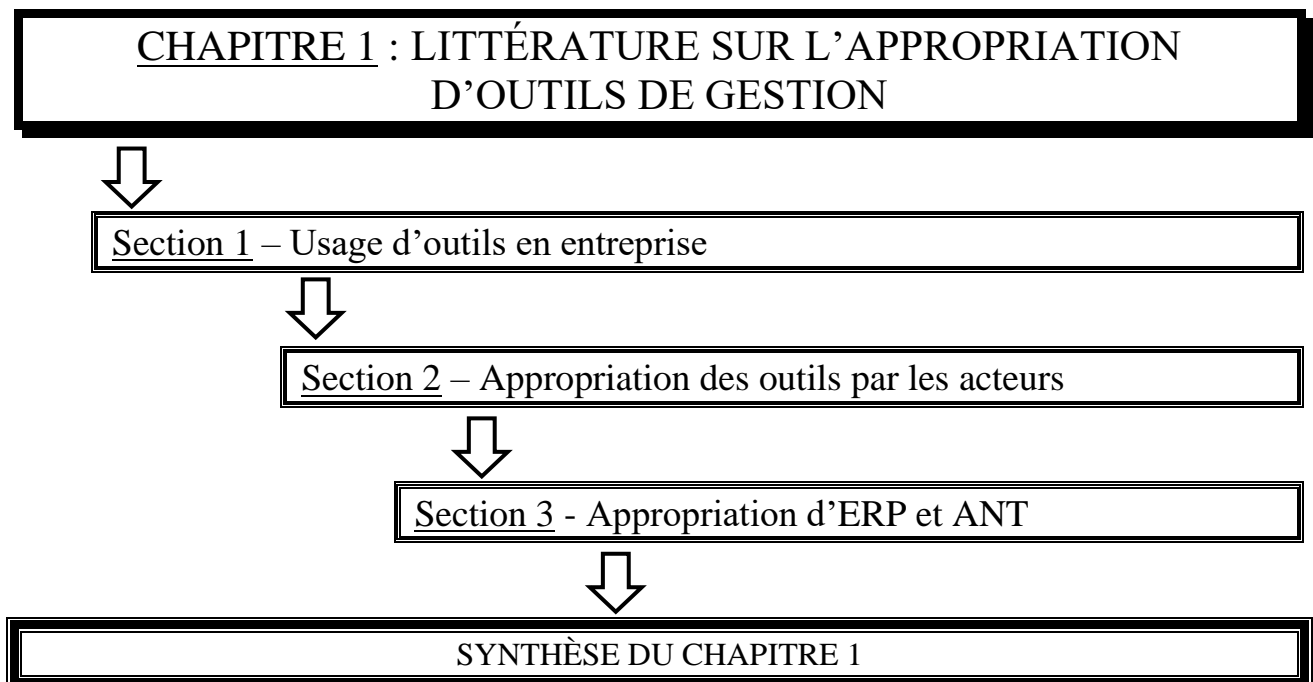 CHAPITRE 1 : LITTÉRATURE SUR L’APPROPRIATION
D’OUTILS DE GESTION
Section 1 – Usage d’outils en entreprise
Section 2 – Appropriation des outils par les acteurs
Section 3 - Appropriation d’ERP et ANT
SYNTHÈSE DU CHAPITRE 1